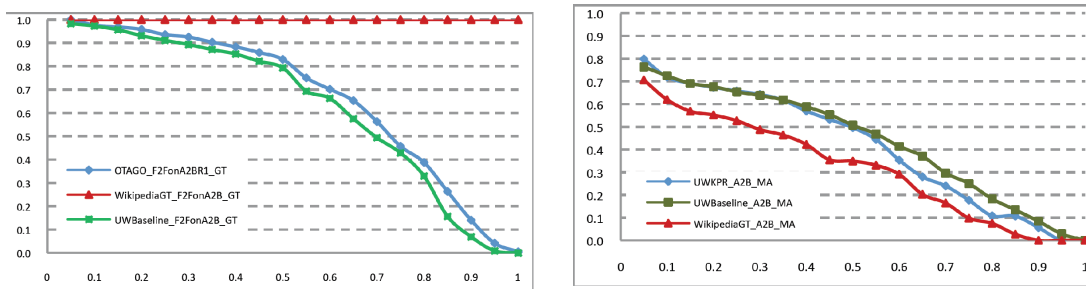 1.0
0.9
0.8
0.7
0.6
0.5
0.4
0.3
0.2
0.1
0.0
OTAGO_F2FonA2BR1_GT
WikipediaGT_F2FonA2B_GT
UWBaseline_F2FonA2B_GT
0 0.1 0.2 0.3 0.4 0.5 0.6 0.7 0.8 0.9 1
1.0
0.9
0.8
0.7
0.6
0.5
0.4
0.3
0.2
0.1
0.0
UWKPR_A2B_MA
UWBaseline_A2B_MA
WikipediaGT_A2B_MA
0 0.1 0.2 0.3 0.4 0.5 0.6 0.7 0.8 0.9 1